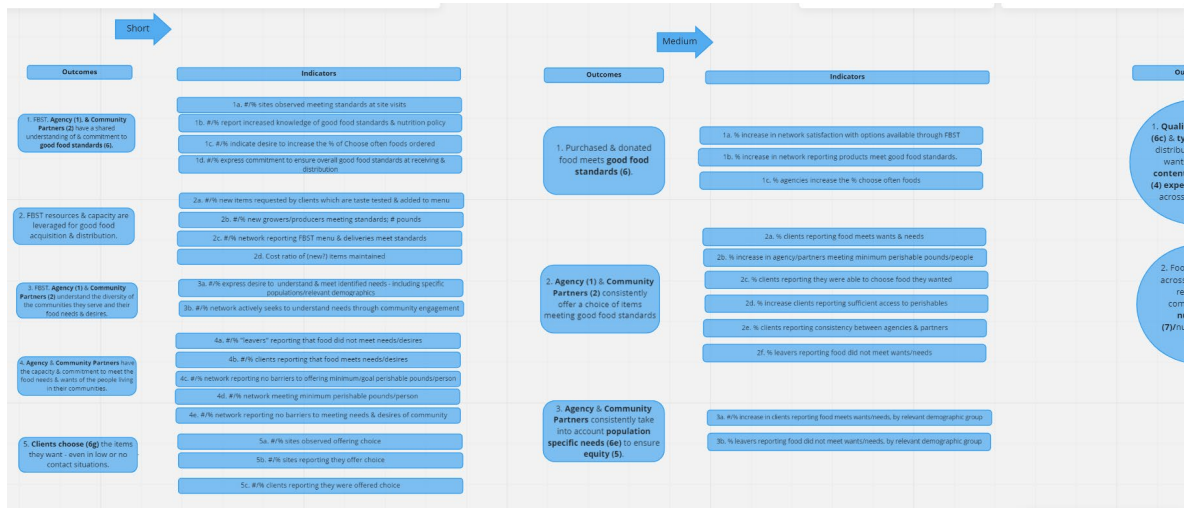 Short
Outcomes
Indicators
1. FBST, Agency (1), & Community
Partners (2) have a shared
understanding of & commitment to
good food standards (6).
1a. #/% sites observed meeting standards at site visits
1b. #/% report increased knowledge of good food standards & nutrition policy
1c. #/% indicate desire to increase the % of Choose often foods ordered
1d. #/% express commitment to ensure overall good food standards at receiving &
distribution
2. FBST resources & capacity are
leveraged for good food
acquisition & distribution.
2a. #/% new items requested by clients which are taste tested & added to menu
2b. #/% new growers/producers meeting standards; # pounds
2c. #/% network reporting FBST menu & deliveries meet standards
2d. Cost ratio of (new?) items maintained
3. FBST, Agency (1) & Community
Partners (2) understand the diversity of
the communities they serve and their
food needs & desires.
3a. #/% express desire to understand & meet identified needs - including specific
populations/relevant demographics
3b. #/% network actively seeks to understand needs through community engagement
4. Agency & Community Partners have
the capacity & commitment to meet the
food needs & wants of the people living
in their communities.
4a. #/% "leavers" reporting that food did not meet needs/desires
4b. #/% clients reporting that food meets needs/desires
4c. #/% network reporting no barriers to offering minimum/goal perishable pounds/person
4d. #/% network meeting minimum perishable pounds/person
4e. #/% network reporting no barriers to meeting needs & desires of community
5. Clients choose (6g) the items
they want - even in low or no
contact situations.
5a. #/% sites observed offering choice
5b. #/% sites reporting they offer choice
5c. #/% clients reporting they were offered choice
Medium
Outcomes
Indicators
1. Purchased & donated
food meets good food
standards (6).
1a. % increase in network satisfaction with options available through FBST
1b. % increase in network reporting products meet good food standards.
1c. % agencies increase the % choose often foods
2. Agency (1) & Community
Partners (2) consistently
offer a choice of items
meeting good food standards
2a. % clients reporting food meets wants & needs
2b. % increase in agency/partners meeting minimum perishable pounds/people
2c. % clients reporting they were able to choose food they wanted
2d. % increase clients reporting sufficient access to perishables
2e. % clients reporting consistency between agencies & partners
2f. % leavers reporting food did not meet wants/needs
3. Agency & Community
Partners consistently take
into account population
specific needs (6e) to ensure
equity (5).
3a. #/% increase in clients reporting food meets wants/needs, by relevant demographic group
3b. % leavers reporting food did not meet wants/needs, by relevant demographic group
Ou
1. Quali
(6c) & ty
distribu
want
content
(4) expe
across
2. Foo
across
re
com
nu
(7)/nu